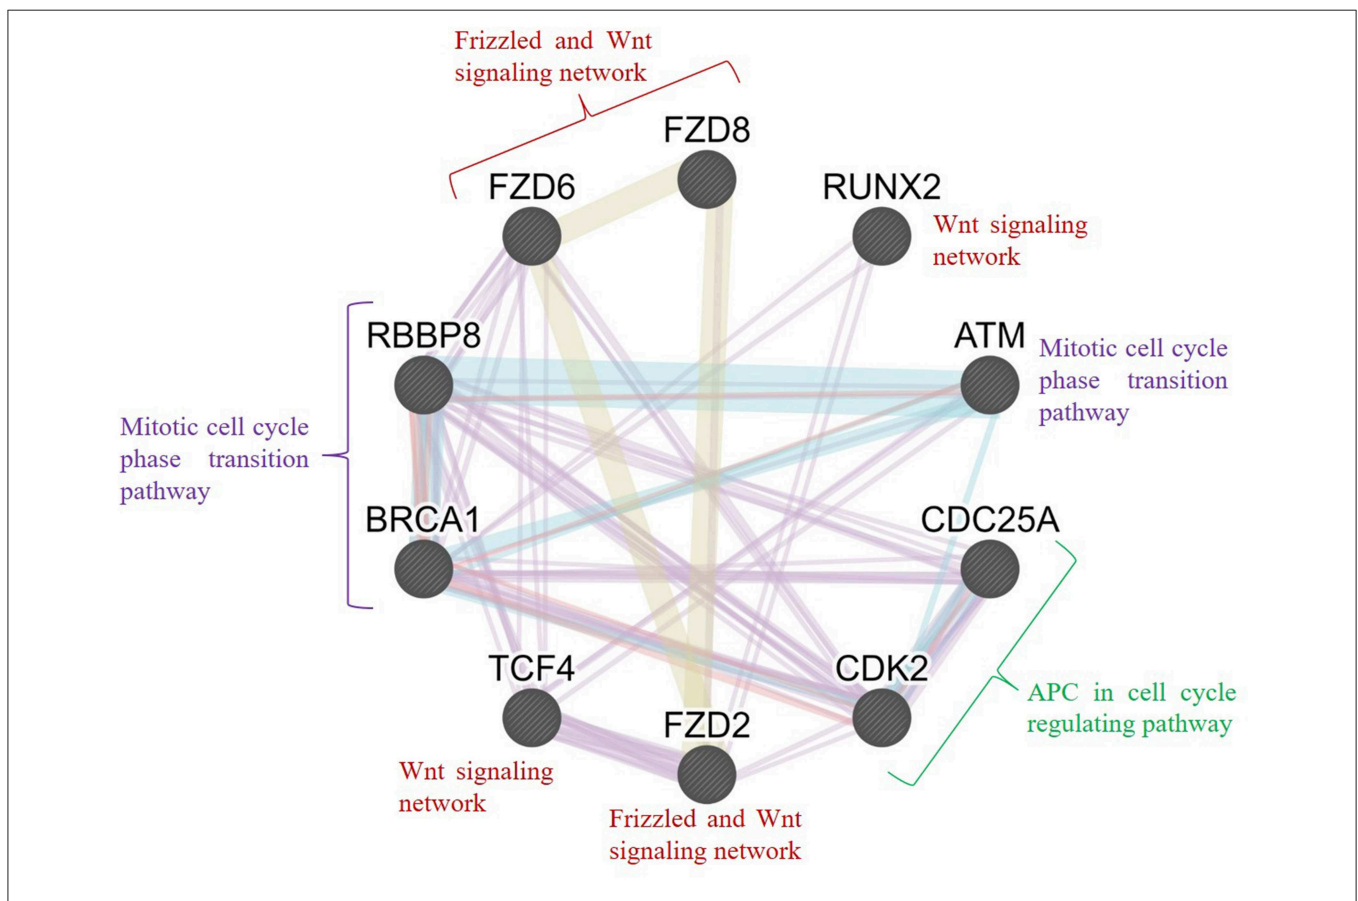 Frizzled and Wnt
signaling network
FZD8
FZD6
RUNX2
Wnt signaling
network
RBBP8
ATM
Mitotic cell cycle
phase transition
pathway
Mitotic cell cycle
phase transition
pathway
BRCA1
CDC25A
TCF4
CDK2
APC in cell cycle
regulating pathway
FZD2
Wnt signaling
network
Frizzled and Wnt
signaling network